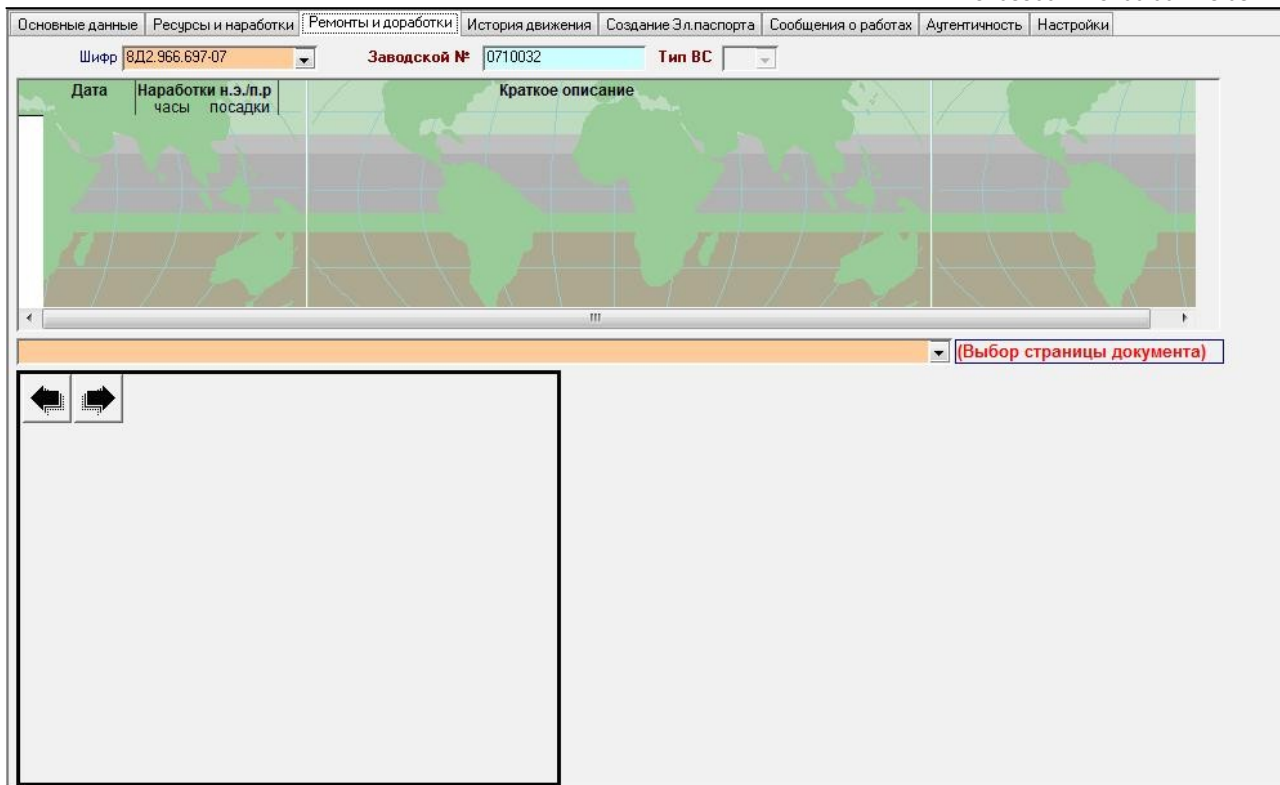 Основные данные Ресурсы и наработки Ремонты и доработки История движения Создание Эл.паспорта Сообщения о работах Аутентичность Настройки
Шифр 8Д2.966.697-07 Заводской № 0710032 Тип ВС
Дата Наработки н.э./п.р Краткое описание
часы посадки
(Выбор страницы документа)